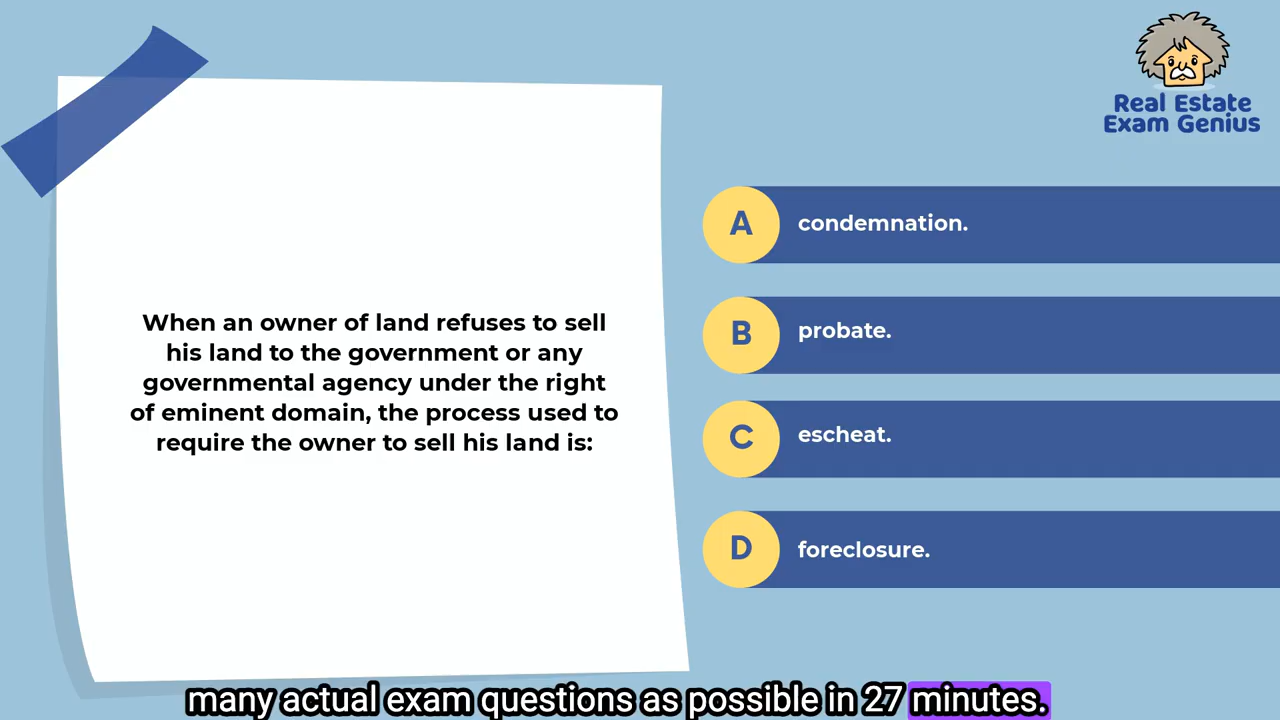 Real Estate
Exam Genius
When an owner of land refuses to sell
his land to the government or any
governmental agency under the right
of eminent domain, the process used to
require the owner to sell his land is:
A condemnation.
B probate.
C escheat.
D foreclosure.
many actual exam questions as possible in 27 minutes.